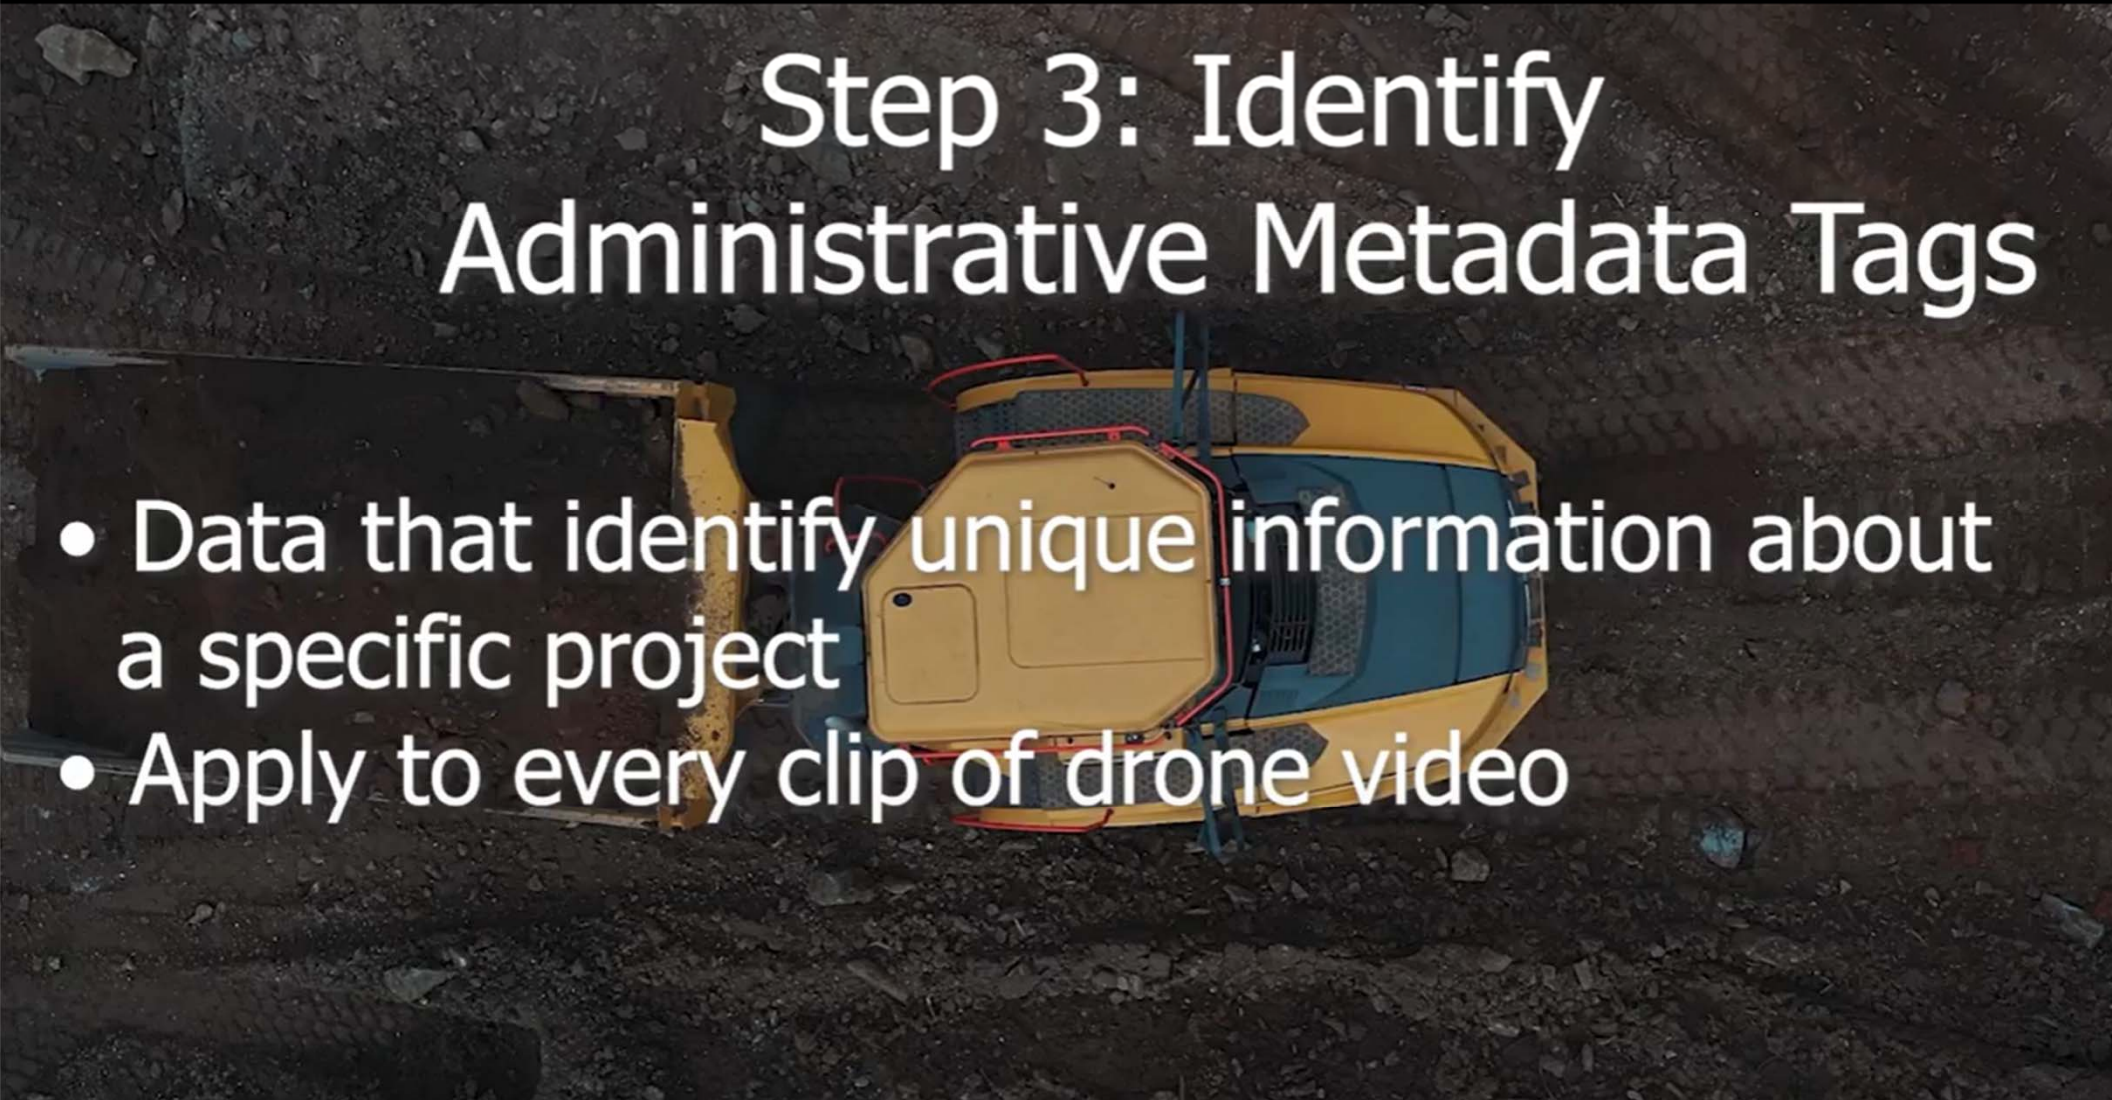 Step 3: Identify
Administrative Metadata Tags
• Data that identify unique information about
a specific project
• Apply to every clip of drone video